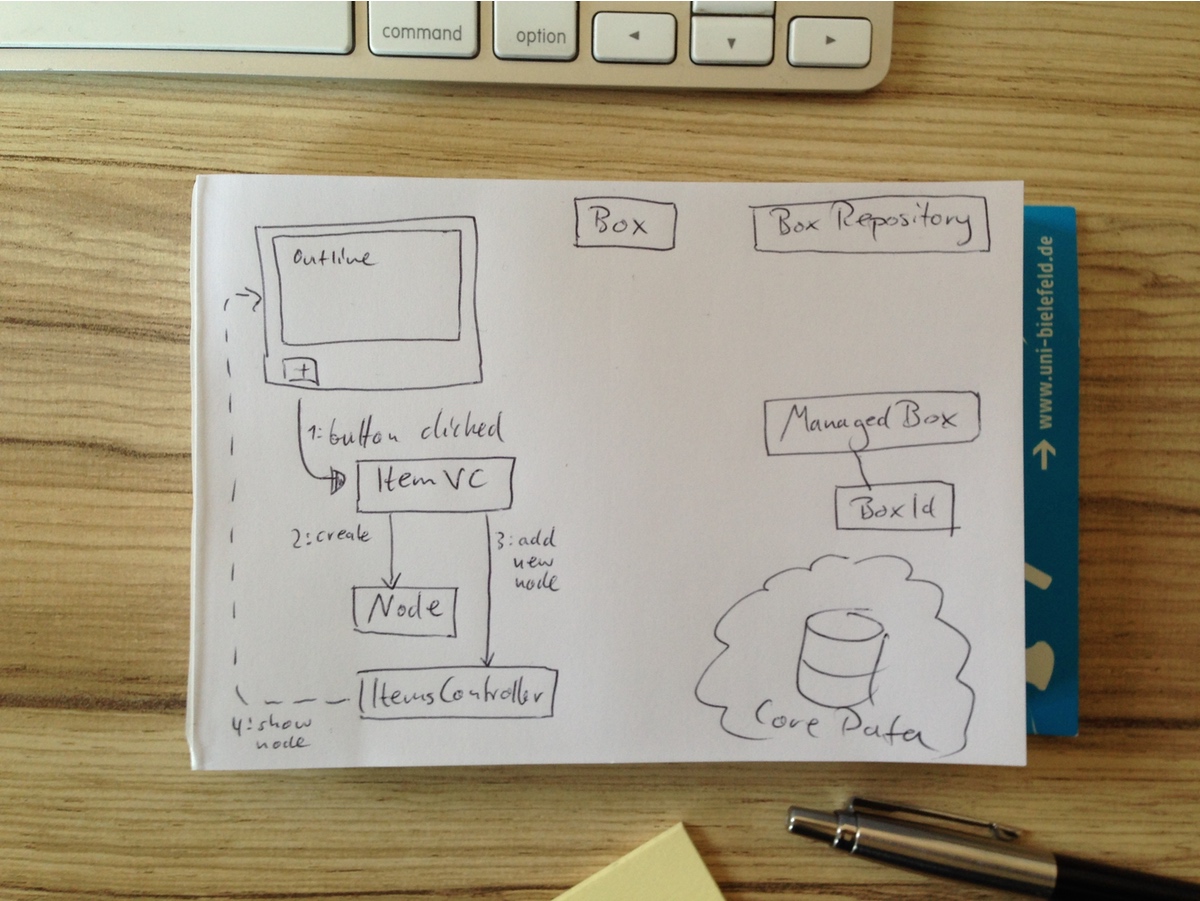 command
option
Outline
+
Box
Box Repository
1: button clicked
ItemVC
2: create
3: add
new
node
Node
ItemsController
4: show
node
ManagedBox
BoxId
Core Data
www.uni-bielefeld.de